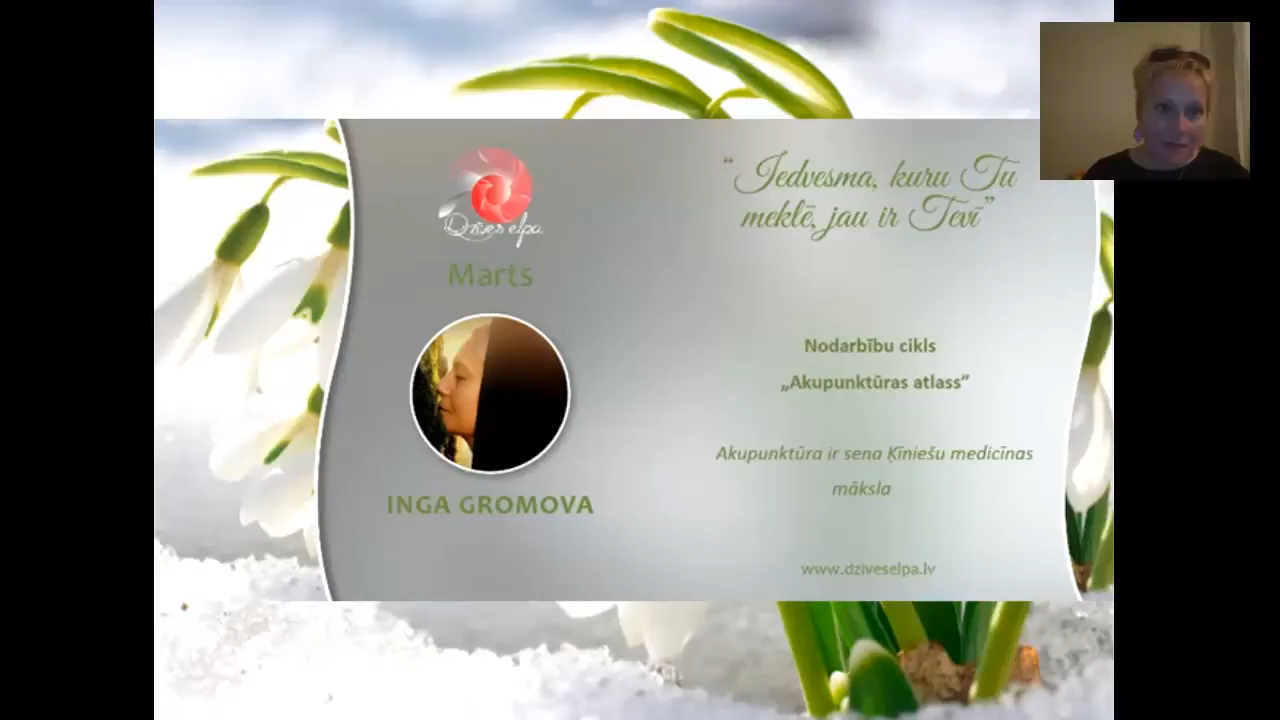 Dzīves elpa
Marts
INGA GROMOVA
“Iedvesma, kuru Tu
meklē, jau ir Tevī”
Nodarbību cikls
„Akupunktūras atlass”
Akupunktūra ir sena Ķīniešu medicīnas
māksla
www.dziveselpa.lv